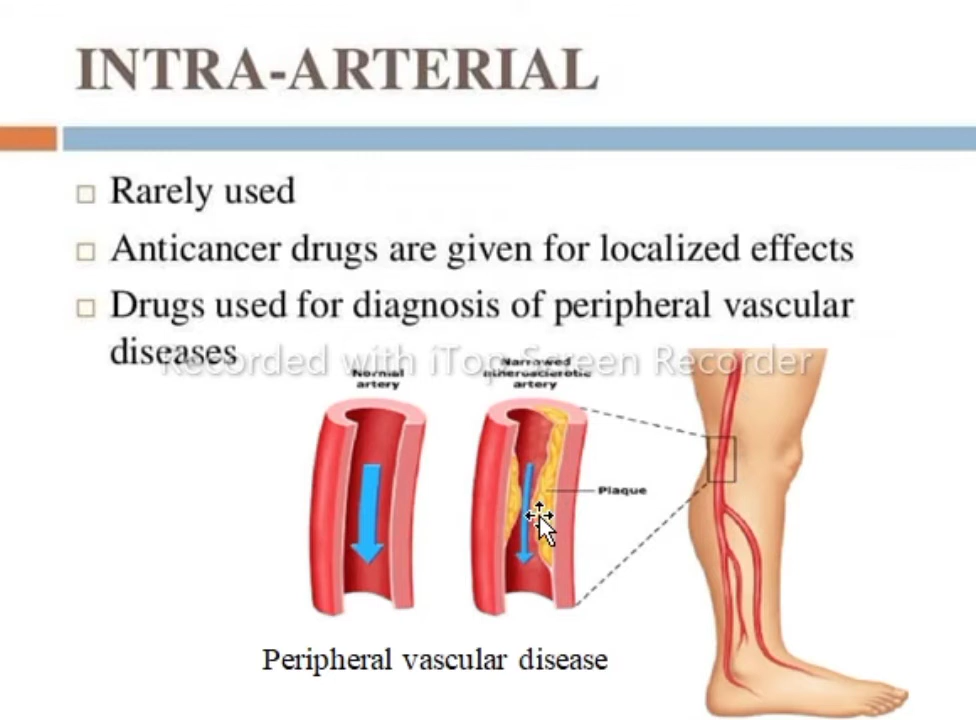 INTRA-ARTERIAL
Rarely used
Anticancer drugs are given for localized effects
Drugs used for diagnosis of peripheral vascular
diseases
Recorded with iTop Screen Recorder
Normal
artery
Narrowed
atherosclerotic
artery
Plaque
Peripheral vascular disease